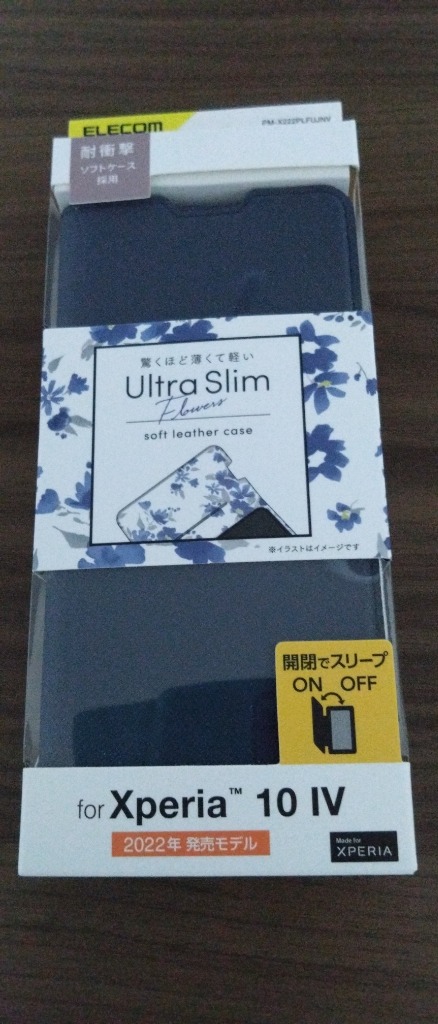 ELECOM
PM-X222PLFUJNV
耐衝撃
ソフトケース
採用
驚くほど薄くて軽い
Ultra Slim
Flowers
soft leather case
※イラストはイメージです
開閉でスリープ
ON OFF
for Xperia™ 10 IV
2022年 発売モデル
Made for
XPERIA